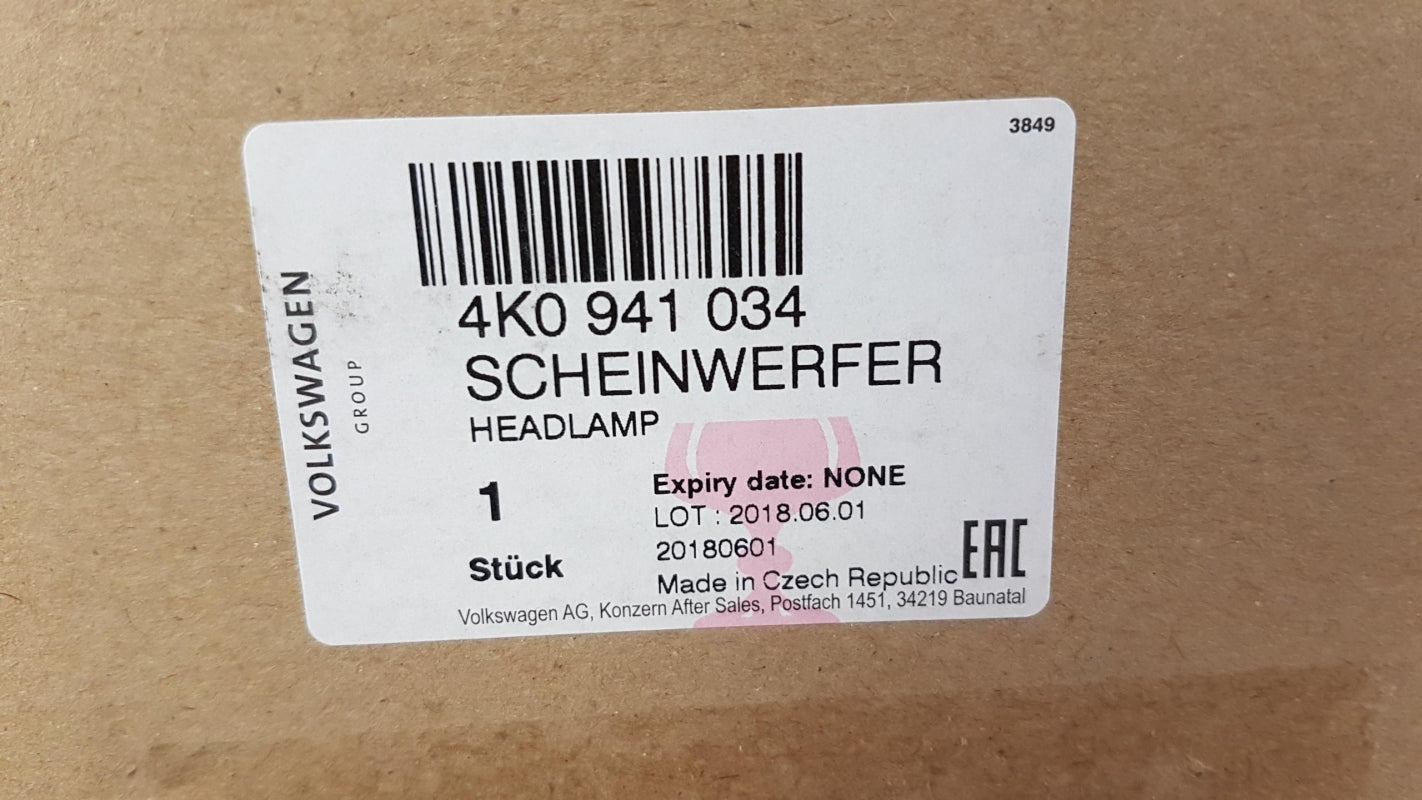 3849
VOLKSWAGEN
GROUP
4K0 941 034
SCHEINWERFER
HEADLAMP
1
Stück
Expiry date: NONE
LOT : 2018.06.01
20180601
Made in Czech Republic
EAC
Volkswagen AG, Konzern After Sales, Postfach 1451, 34219 Baunatal